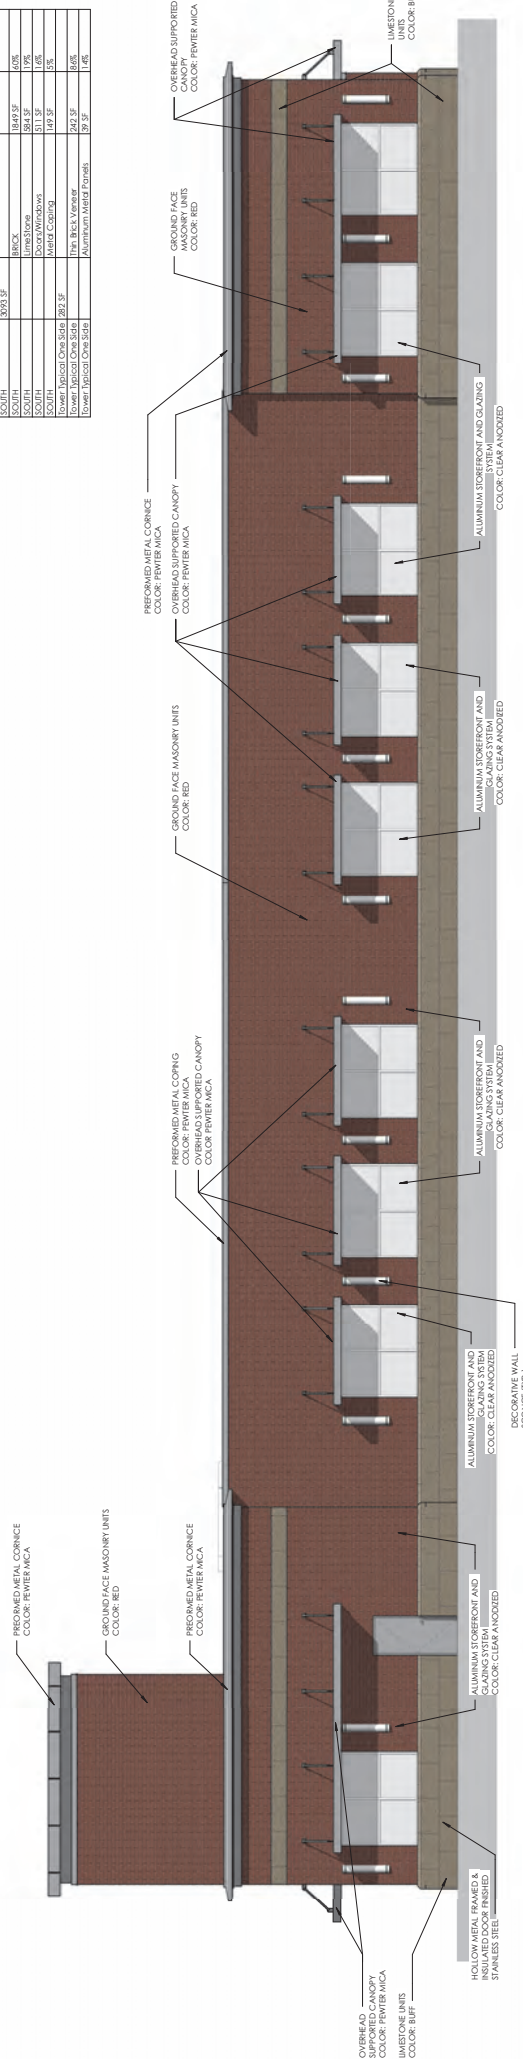 SOUTH 3093 SF
SOUTH BRICK 1849 SF 60%
SOUTH LimeStone 584 SF 19%
SOUTH Doors/Windows 511 SF 16%
SOUTH Metal Coping 149 SF 5%
Tower Typical One Side 282 SF
Tower Typical One Side Thin Brick Veneer 242 SF 86%
Tower Typical One Side Aluminum Metal Panels 39 SF 14%
PREFORMED METAL CORNICE
COLOR: PEWTER MICA
GROUND FACE MASONRY UNITS
COLOR: RED
PREFORMED METAL CORNICE
COLOR: PEWTER MICA
PREFORMED METAL COPING
COLOR: PEWTER MICA
OVERHEAD SUPPORTED CANOPY
COLOR PEWTER MICA
GROUND FACE MASONRY UNITS
COLOR: RED
PREFORMED METAL CORNICE
COLOR: PEWTER MICA
OVERHEAD SUPPORTED CANOPY
COLOR: PEWTER MICA
GROUND FACE
MASONRY UNITS
COLOR: RED
OVERHEAD SUPPORTED
CANOPY
COLOR: PEWTER MICA
LIMESTONE
UNITS
OVERHEAD
SUPPORTED CANOPY
COLOR: PEWTER MICA
LIMESTONE UNITS
COLOR: BUFF
HOLLOW METAL FRAMED &
INSULATED DOOR FINISHED
STAINLESS STEEL
ALUMINUM STOREFRONT AND
GLAZING SYSTEM
COLOR: CLEAR ANODIZED
ALUMINUM STOREFRONT AND
GLAZING SYSTEM
COLOR: CLEAR ANODIZED
DECORATIVE WALL
ALUMINUM STOREFRONT AND
GLAZING SYSTEM
COLOR: CLEAR ANODIZED
ALUMINUM STOREFRONT AND
GLAZING SYSTEM
COLOR: CLEAR ANODIZED
ALUMINUM STOREFRONT AND GLAZING
SYSTEM
COLOR: CLEAR ANODIZED